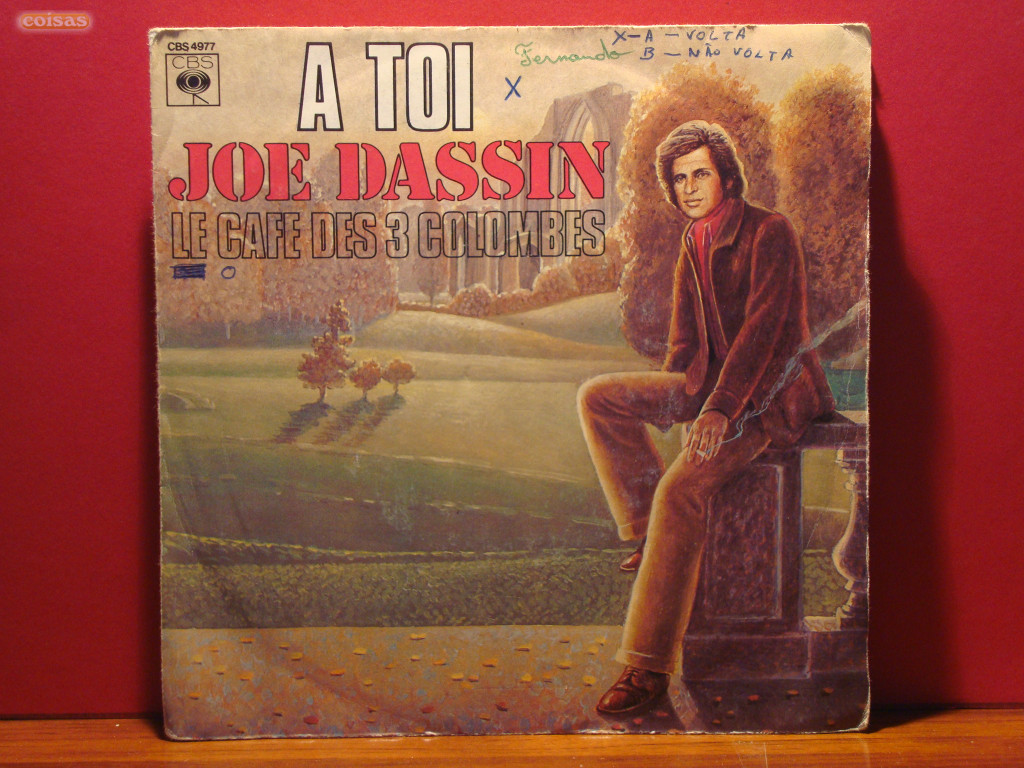 coisas
CBS 4977
CBS
A TOI
X-A - VOLTA
Fernando B - NÃO VOLTA
X
JOE DASSIN
LE CAFE DES 3 COLOMBES
O